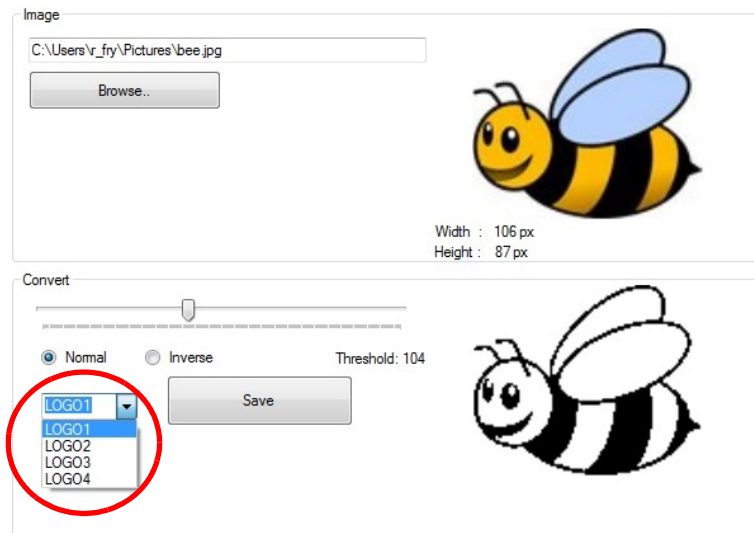 Image
C:\Users\r_fry\Pictures\bee.jpg
Browse..
Width : 106 px
Height : 87 px
Convert
Normal
Inverse
Threshold: 104
LOGO1
Save
LOGO1
LOGO2
LOGO3
LOGO4